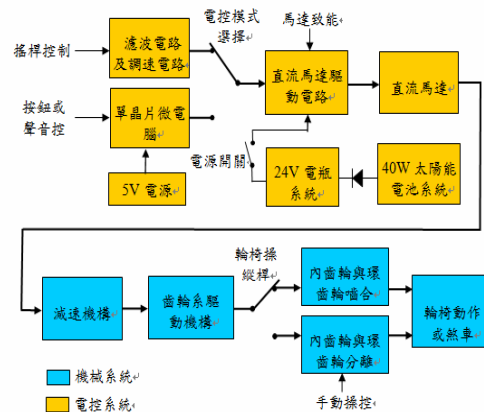 電控模式
選擇
馬達致能
搖桿控制
濾波電路
及調速電路
直流馬達驅
動電路
直流馬達
按鈕或
聲音控
單晶片微電
腦
電源開關
5V 電源
24V 電瓶
系統
40W 太陽能
電池系統
輪椅操
縱桿
減速機構
齒輪系驅
動機構
內齒輪與環
齒輪嚙合
輪椅動作
或煞車
內齒輪與環
齒輪分離
機械系統
電控系統
手動操控